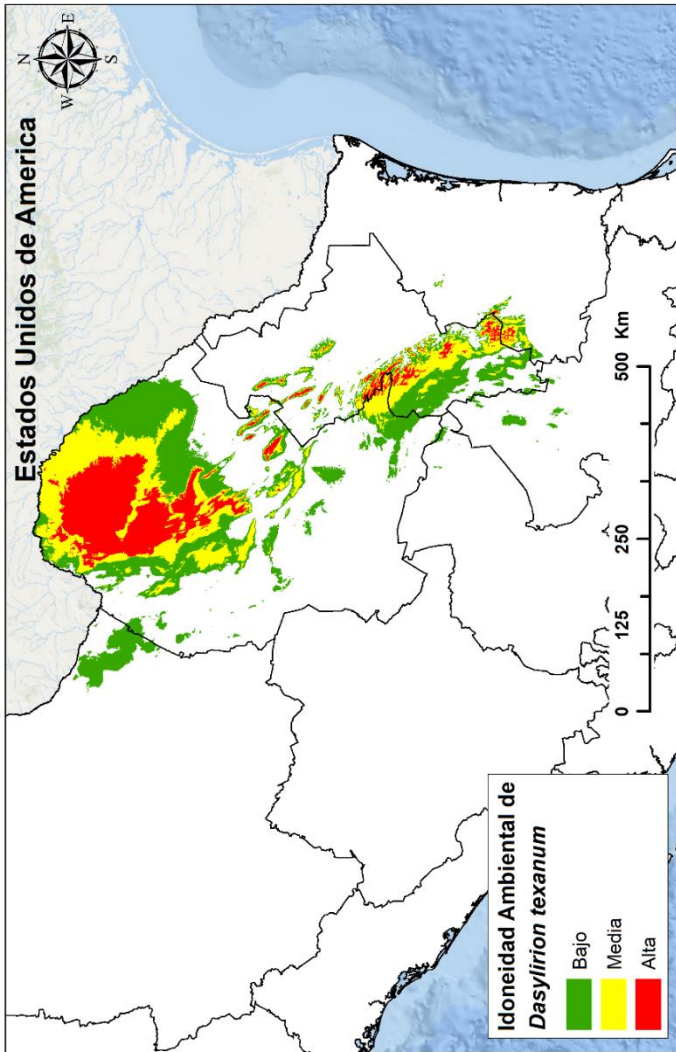 Estados Unidos de America
N
E
S
W
Idoneidad Ambiental de
Dasylirion texanum
Bajo
Media
Alta
0 125 250 500 Km